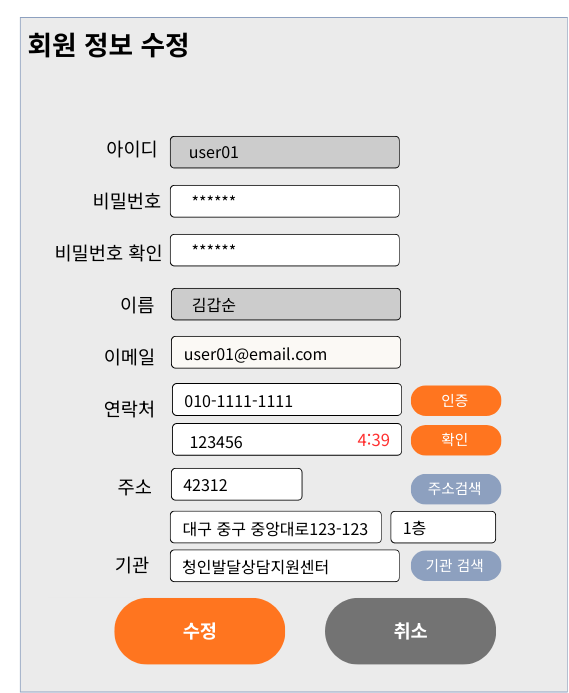 회원 정보 수정
아이디 user01
비밀번호 ******
비밀번호 확인 ******
이름 김갑순
이메일 user01@email.com
연락처 010-1111-1111 인증
123456 4:39 확인
주소 42312 주소검색
대구 중구 중앙대로123-123 1층
기관 청인발달상담지원센터 기관 검색
수정 취소